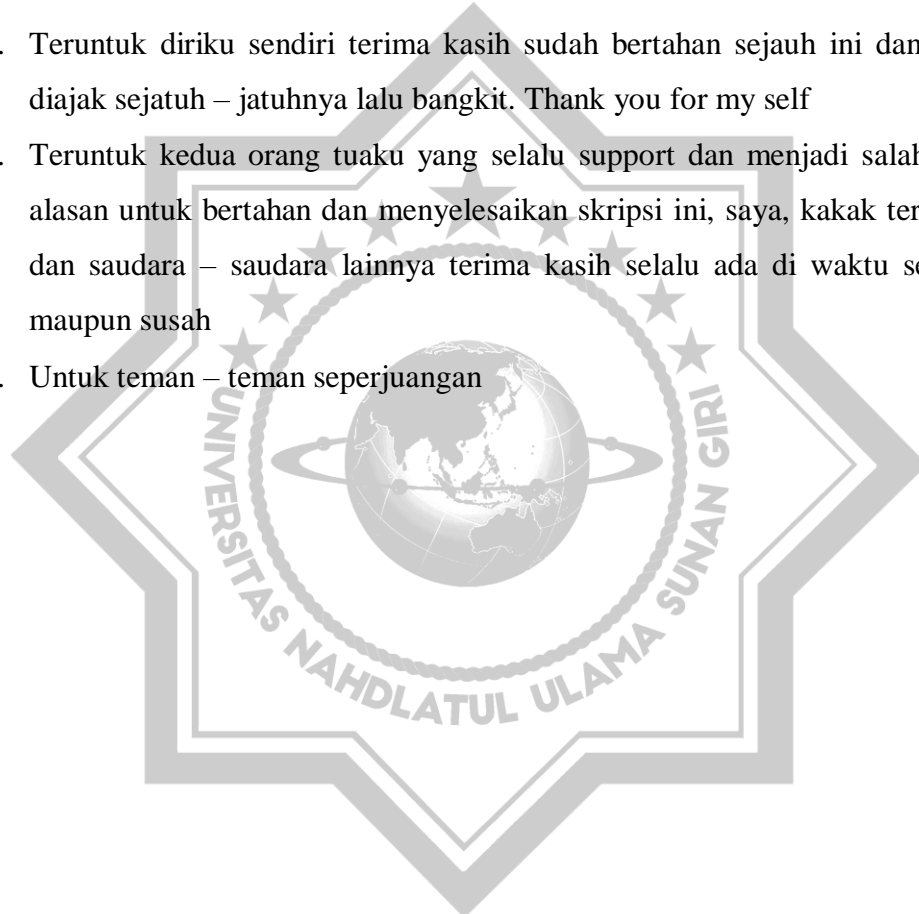 . Teruntuk diriku sendiri terima kasih sudah bertahan sejauh ini dan
diajak sejatuh – jatuhnya lalu bangkit. Thank you for my self
. Teruntuk kedua orang tuaku yang selalu support dan menjadi salah
alasan untuk bertahan dan menyelesaikan skripsi ini, saya, kakak ter
dan saudara – saudara lainnya terima kasih selalu ada di waktu se
maupun susah
. Untuk teman – teman seperjuangan
UNIVERSITAS NAHDLATUL ULAMA SUNAN GIRI